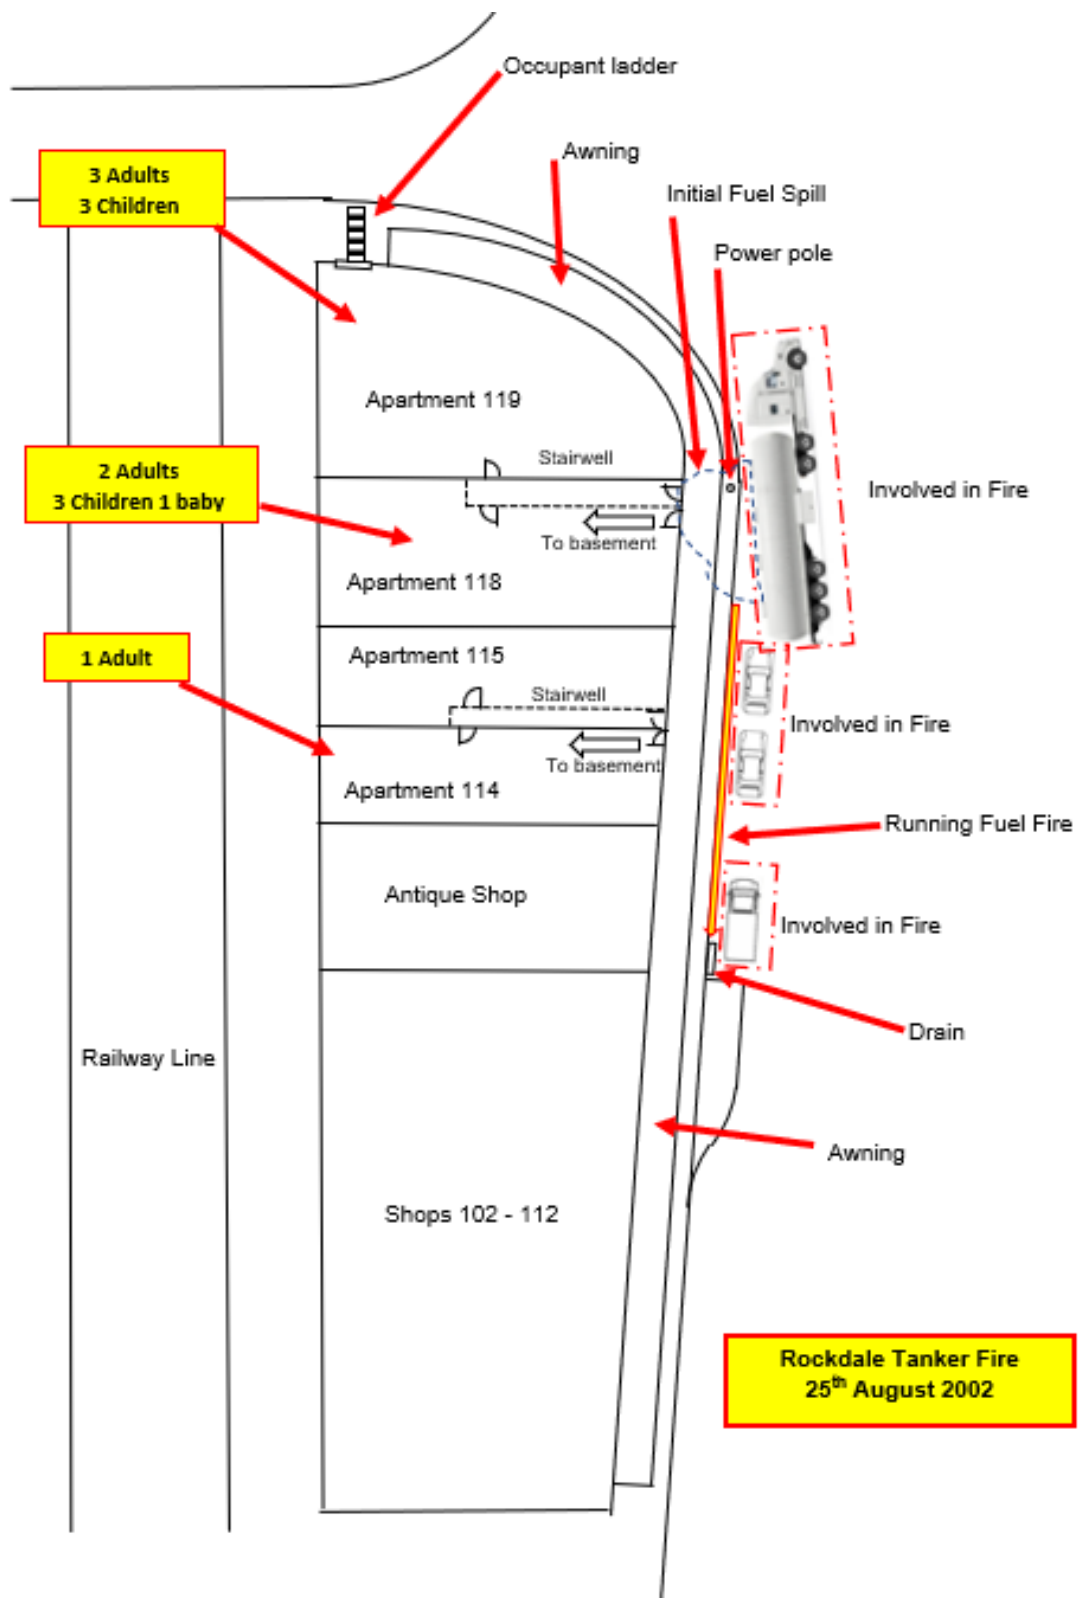 Occupant ladder
Awning
3 Adults
3 Children
Initial Fuel Spill
Power pole
Apartment 119
Stairwell
2 Adults
3 Children 1 baby
Involved in Fire
To basement
Apartment 118
1 Adult
Apartment 115
Stairwell
Involved in Fire
To basement
Apartment 114
Running Fuel Fire
Antique Shop
Involved in Fire
Drain
Railway Line
Awning
Shops 102 - 112
Rockdale Tanker Fire
25th August 2002